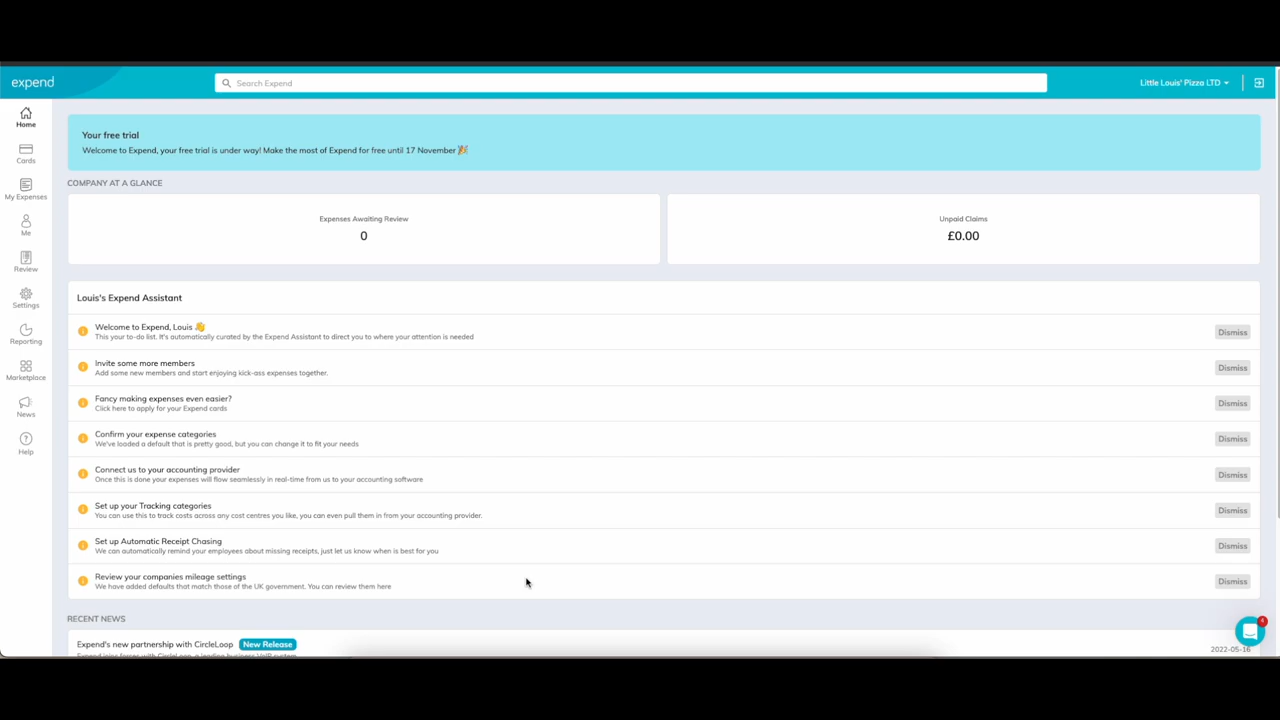 expend
Search Expend
Little Louis' Pizza LTD
Home
Cards
My Expenses
Me
Review
Settings
Reporting
Marketplace
News
Help
Your free trial
Welcome to Expend, your free trial is under way! Make the most of Expend for free until 17 November 🎉
COMPANY AT A GLANCE
Expenses Awaiting Review
0
Unpaid Claims
£0.00
Louis's Expend Assistant
Welcome to Expend, Louis 👋
This your to-do list. It's automatically curated by the Expend Assistant to direct you to where your attention is needed
Dismiss
Invite some more members
Add some new members and start enjoying kick-ass expenses together.
Dismiss
Fancy making expenses even easier?
Click here to apply for your Expend cards
Dismiss
Confirm your expense categories
We've loaded a default that is pretty good, but you can change it to fit your needs
Dismiss
Connect us to your accounting provider
Once this is done your expenses will flow seamlessly in real-time from us to your accounting software
Dismiss
Set up your Tracking categories
You can use this to track costs across any cost centres you like, you can even pull them in from your accounting provider.
Dismiss
Set up Automatic Receipt Chasing
We can automatically remind your employees about missing receipts, just let us know when is best for you
Dismiss
Review your companies mileage settings
We have added defaults that match those of the UK government. You can review them here
Dismiss
RECENT NEWS
Expend's new partnership with CircleLoop New Release
Expend joins forces with CircleLoop, a leading business VoIP system
2022-05-16
4